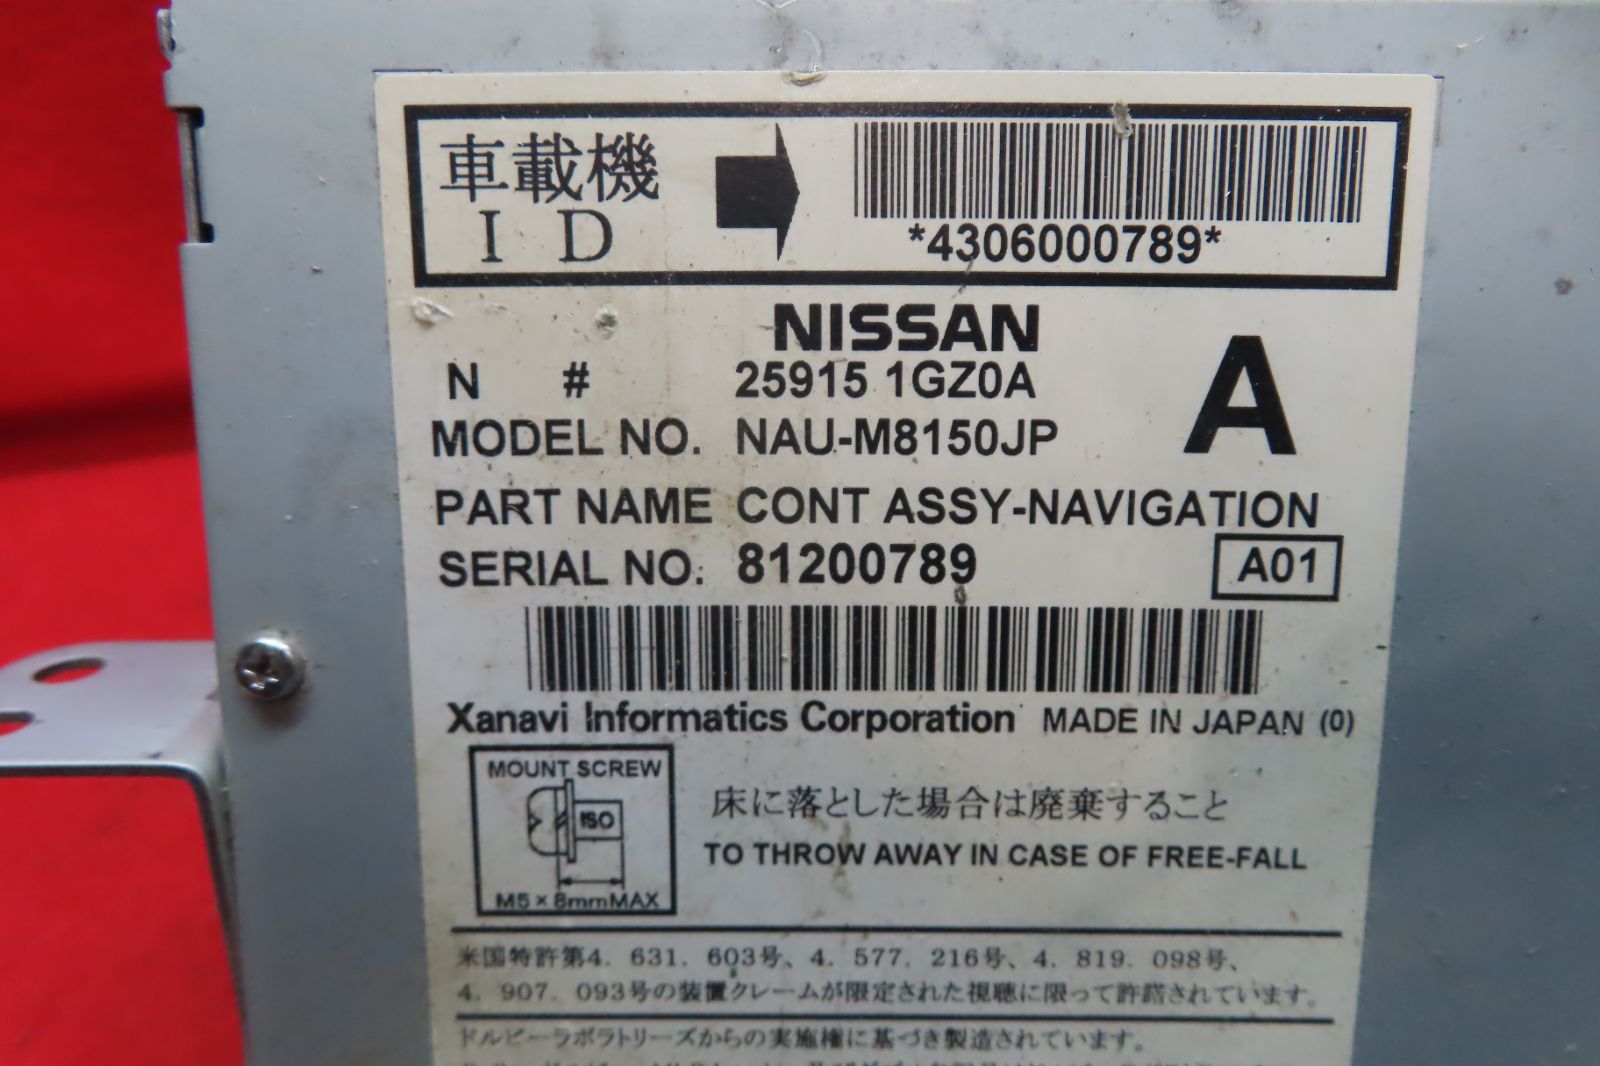 車載機
ID
*4306000789*
NISSAN
N # 25915 1GZ0A
A
MODEL NO. NAU-M8150JP
PART NAME CONT ASSY-NAVIGATION
SERIAL NO. 81200789
A01
Xanavi Informatics Corporation MADE IN JAPAN (0)
MOUNT SCREW
ISO
M5×8mmMAX
床に落とした場合は廃棄すること
TO THROW AWAY IN CASE OF FREE-FALL
米国特許第4. 631. 603号、4. 577. 216号、4. 819. 098号、
4. 907. 093号の装置クレームが限定された視聴に限って許諾されています。
ドルビーラボラトリーズからの実施権に基づき製造されています。